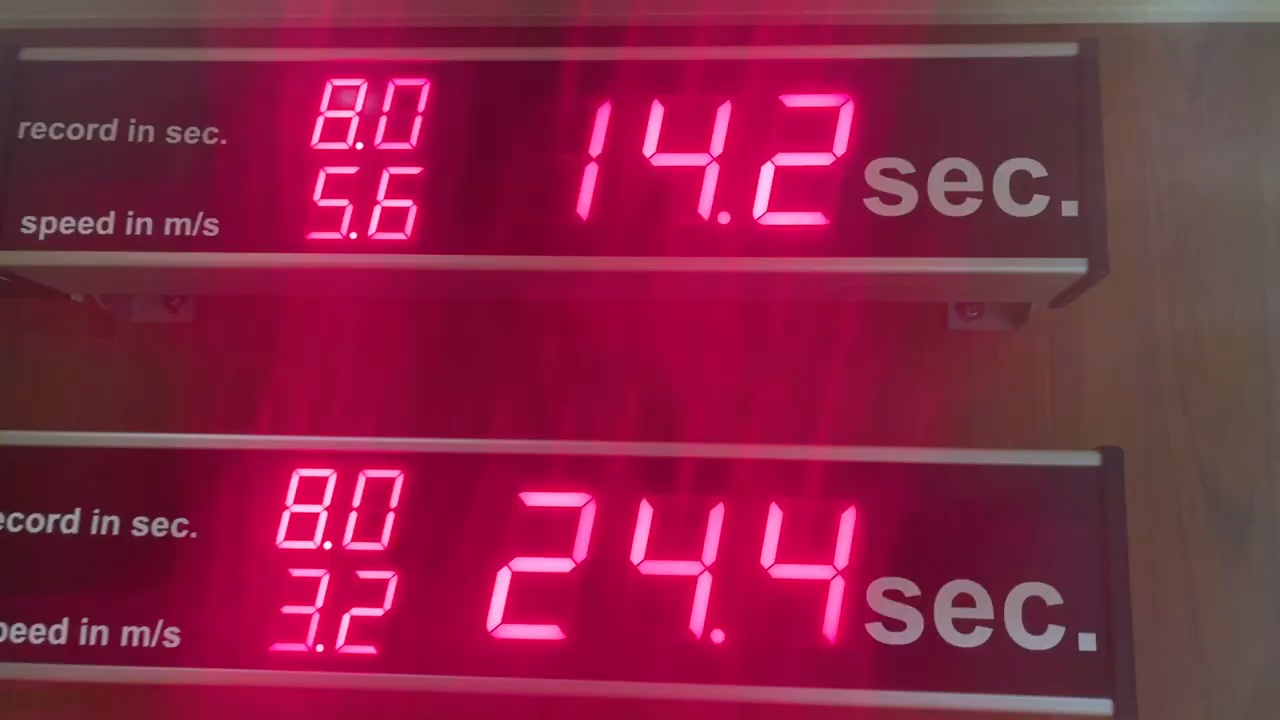 record in sec. 8.0
14.2 sec.
speed in m/s 5.6
ecord in sec. 8.0
24.4 sec.
peed in m/s 3.2